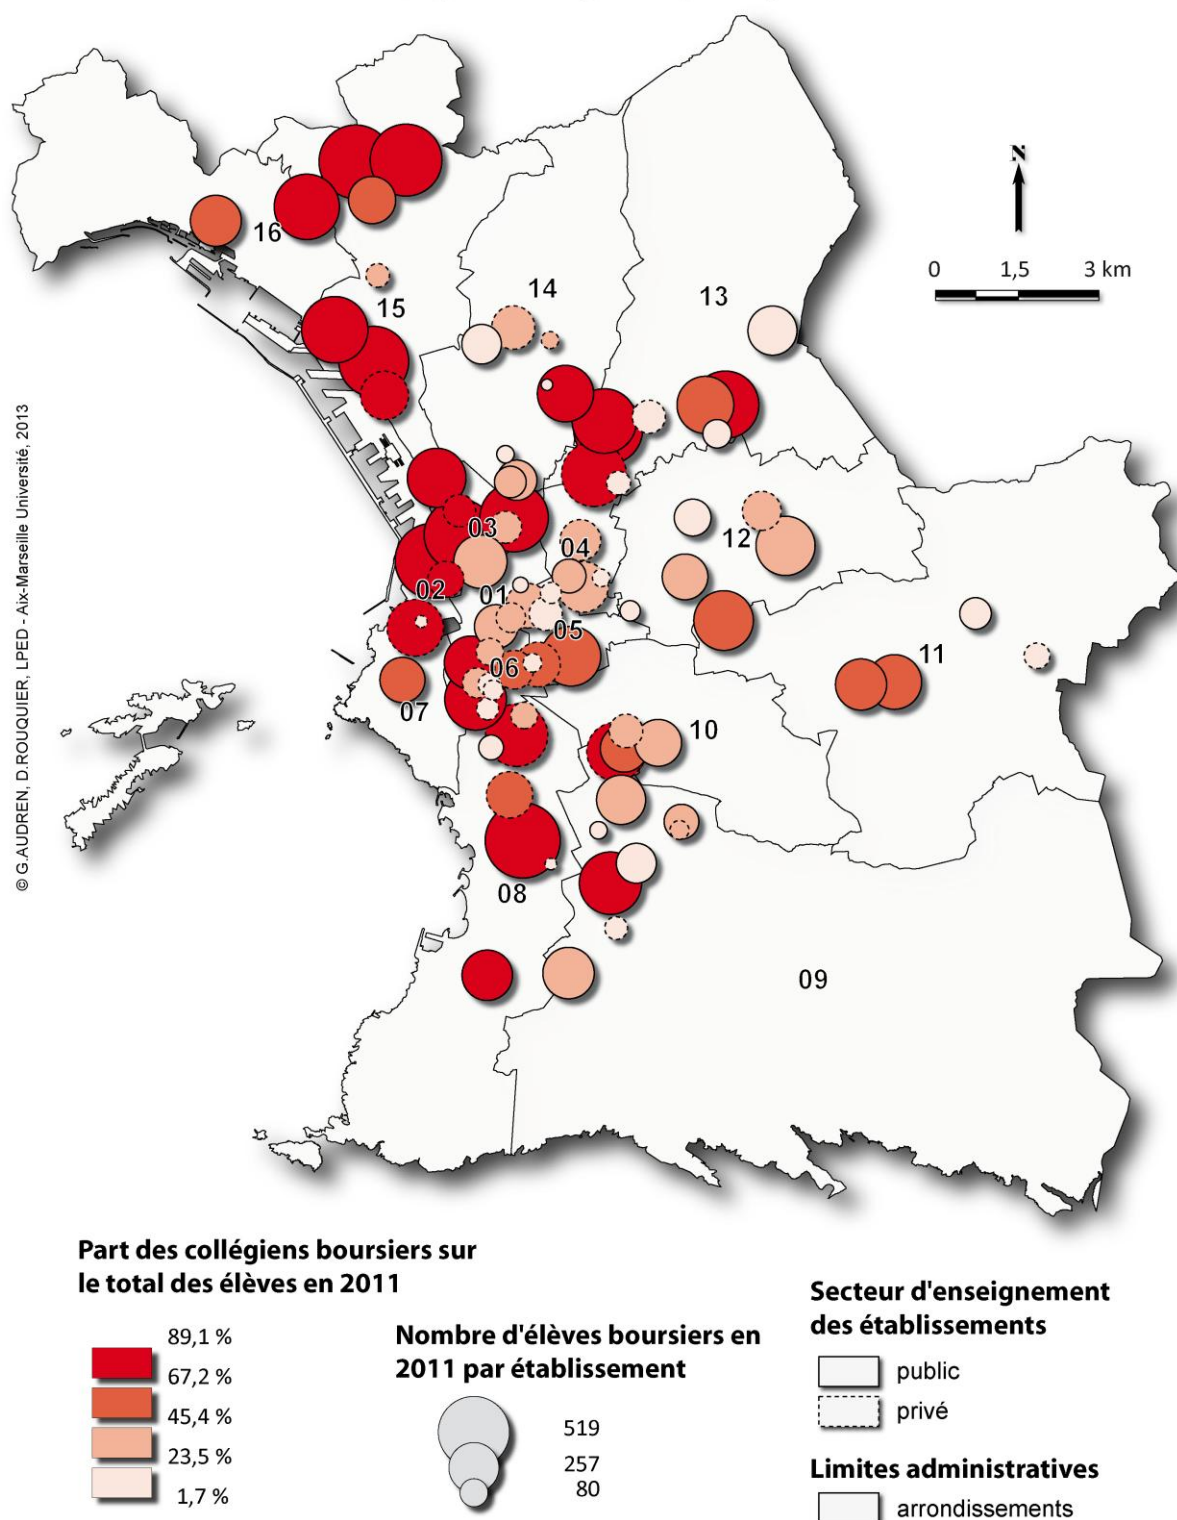 N
0 1,5 3 km
16
15
14
13
03
04
12
02
01
05
06
11
07
10
08
09
© G.AUDREN, D.ROUQUIER, LPED - Aix-Marseille Université, 2013
Part des collégiens boursiers sur
le total des élèves en 2011
89,1 %
67,2 %
45,4 %
23,5 %
1,7 %
Nombre d'élèves boursiers en
2011 par établissement
519
257
80
Secteur d'enseignement
des établissements
public
privé
Limites administratives
arrondissements